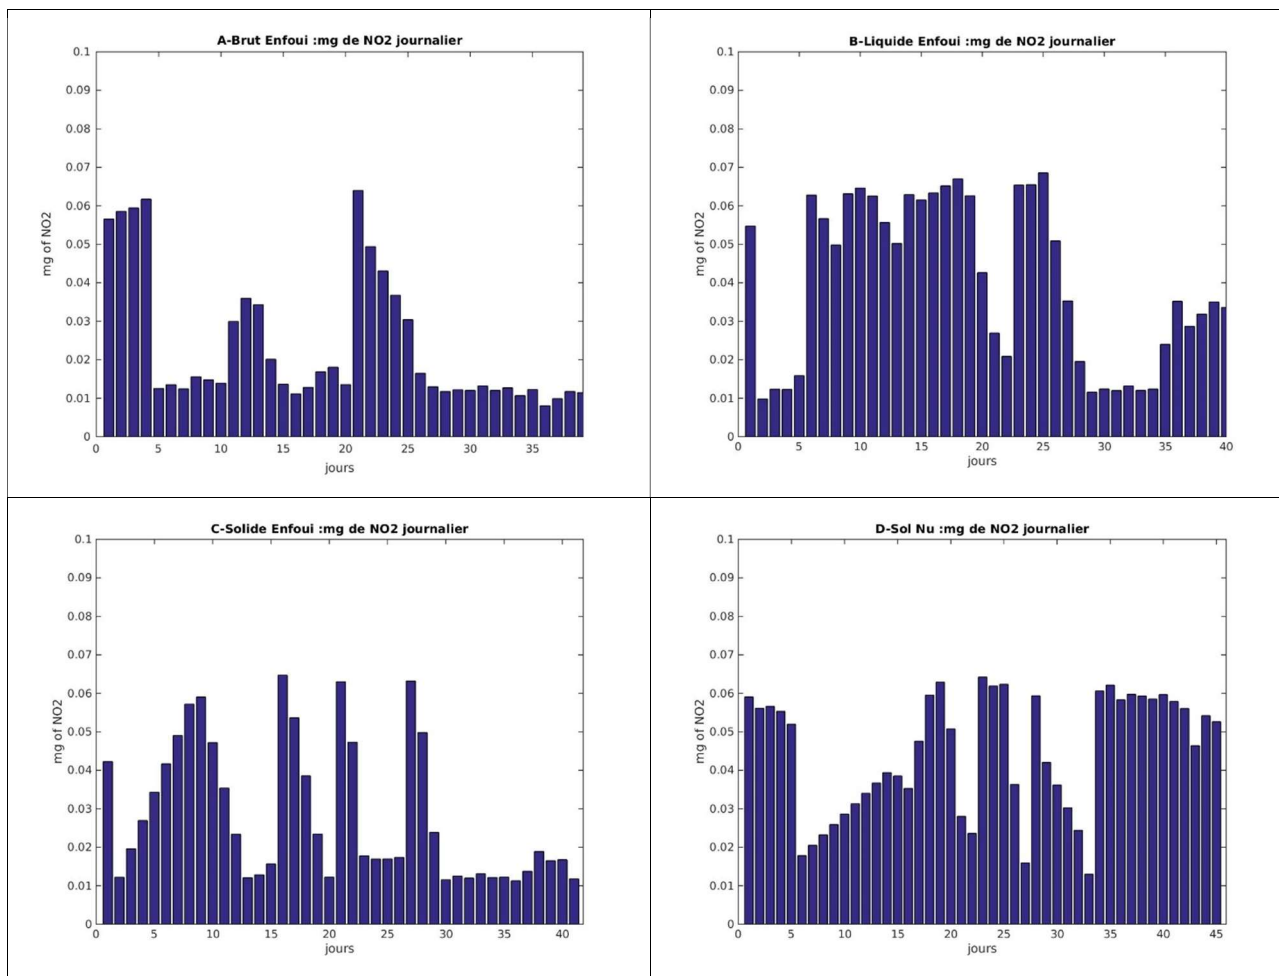 A-Brut Enfoui :mg de NO2 journalier
0.1
0.09
0.08
0.07
0.06
0.05
0.04
0.03
0.02
0.01
0
mg of NO2
0 5 10 15 20 25 30 35
jours
B-Liquide Enfoui :mg de NO2 journalier
0.1
0.09
0.08
0.07
0.06
0.05
0.04
0.03
0.02
0.01
0
mg of NO2
0 5 10 15 20 25 30 35 40
jours
C-Solide Enfoui :mg de NO2 journalier
0.1
0.09
0.08
0.07
0.06
0.05
0.04
0.03
0.02
0.01
0
mg of NO2
0 5 10 15 20 25 30 35 40
jours
D-Sol Nu :mg de NO2 journalier
0.1
0.09
0.08
0.07
0.06
0.05
0.04
0.03
0.02
0.01
0
mg of NO2
0 5 10 15 20 25 30 35 40 45
jours